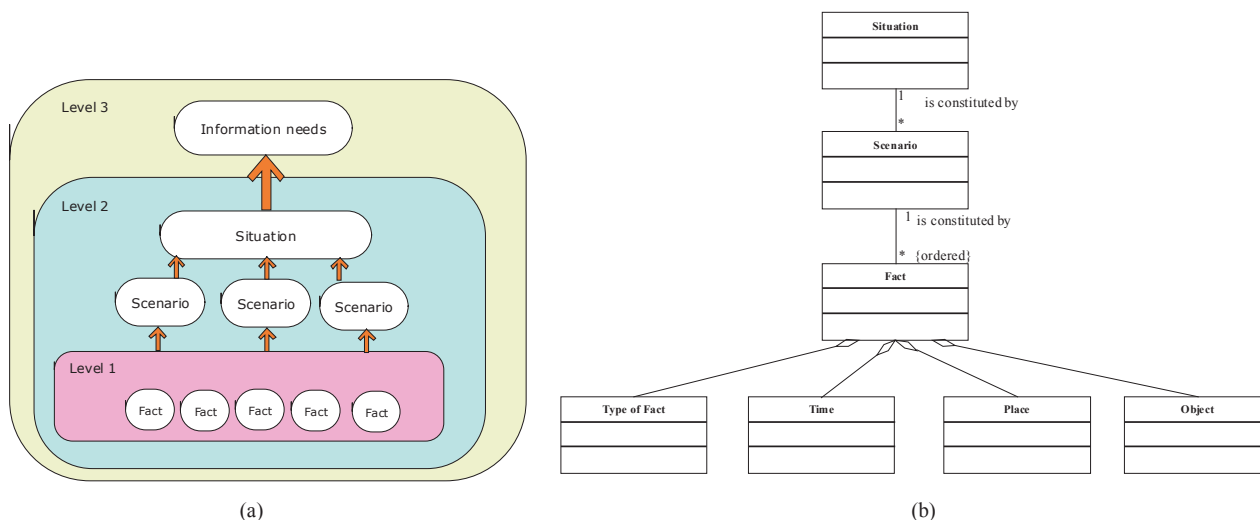 Level 3
Information needs
Level 2
Situation
Scenario
Scenario
Scenario
Level 1
Fact
Fact
Fact
Fact
Fact
(a)
Situation
1
is constituted by
*
Scenario
1
is constituted by
* {ordered}
Fact
Type of Fact
Time
Place
Object
(b)